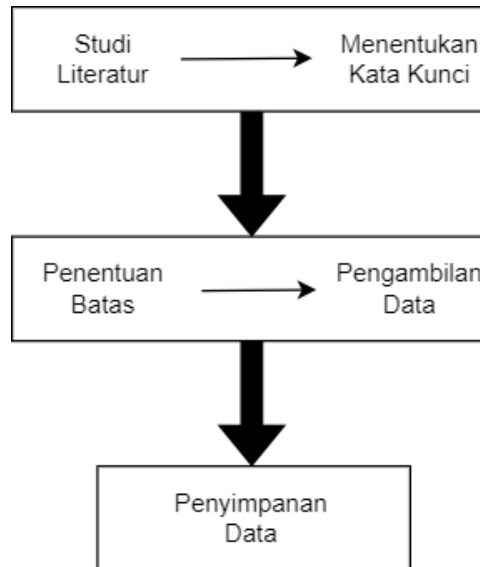 Studi
Literatur
Menentukan
Kata Kunci
Penentuan
Batas
Pengambilan
Data
Penyimpanan
Data